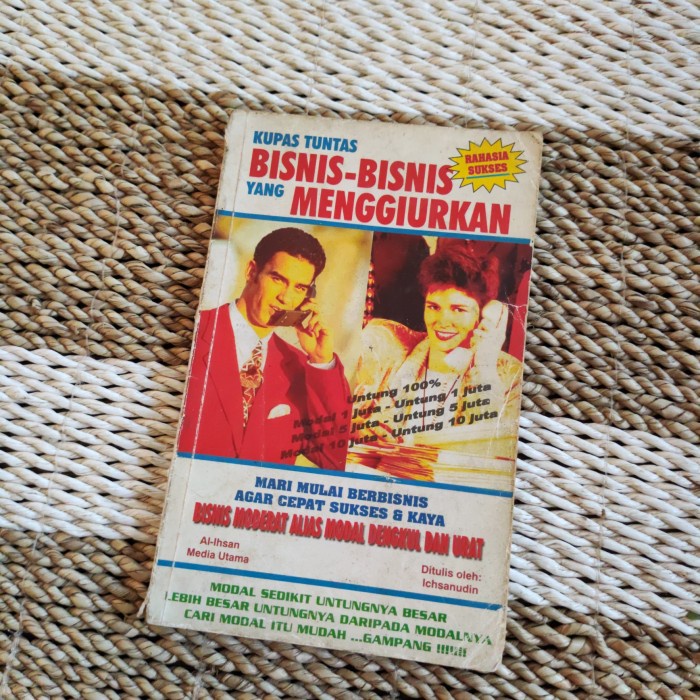 KUPAS TUNTAS
BISNIS-BISNIS
YANG MENGGIURKAN
RAHASIA
SUKSES
Untung 100%
Modal 1 juta - Untung 1 juta
Modal 5 juta - Untung 5 juta
Modal 10 juta - Untung 10 juta
MARI MULAI BERBISNIS
AGAR CEPAT SUKSES & KAYA
BISNIS MODERAT ALIAS MODAL DENGKUL DAN URAT
Al-Ihsan
Media Utama
Ditulis oleh:
Ichsanudin
MODAL SEDIKIT UNTUNGNYA BESAR
LEBIH BESAR UNTUNGNYA DARIPADA MODALNYA
CARI MODAL ITU MUDAH ...GAMPANG !!!!!!!